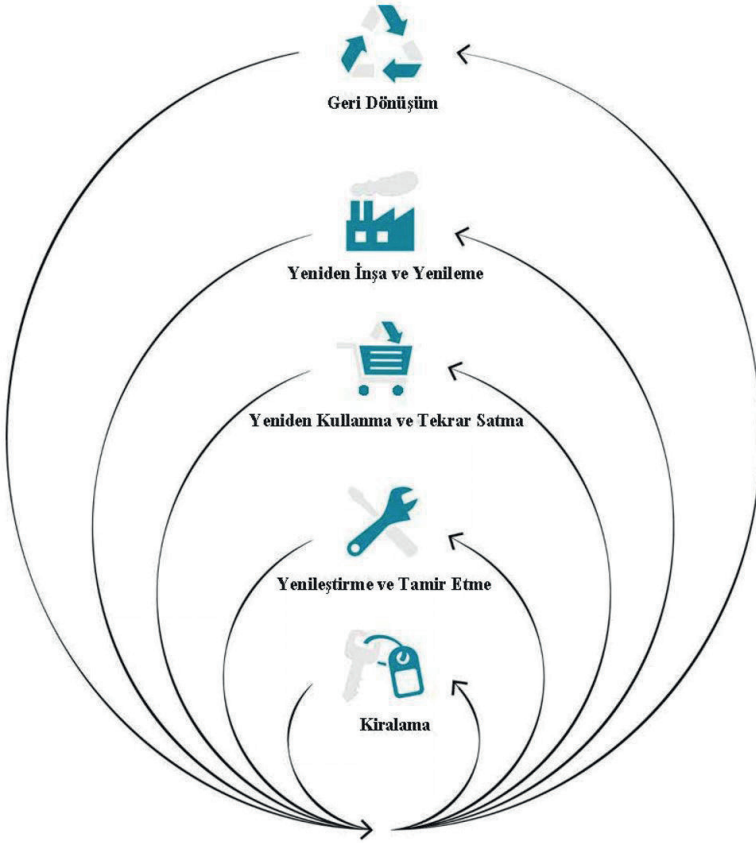 Geri Dönüşüm
Yeniden İnşa ve Yenileme
Yeniden Kullanma ve Tekrar Satma
Yenileştirme ve Tamir Etme
Kiralama